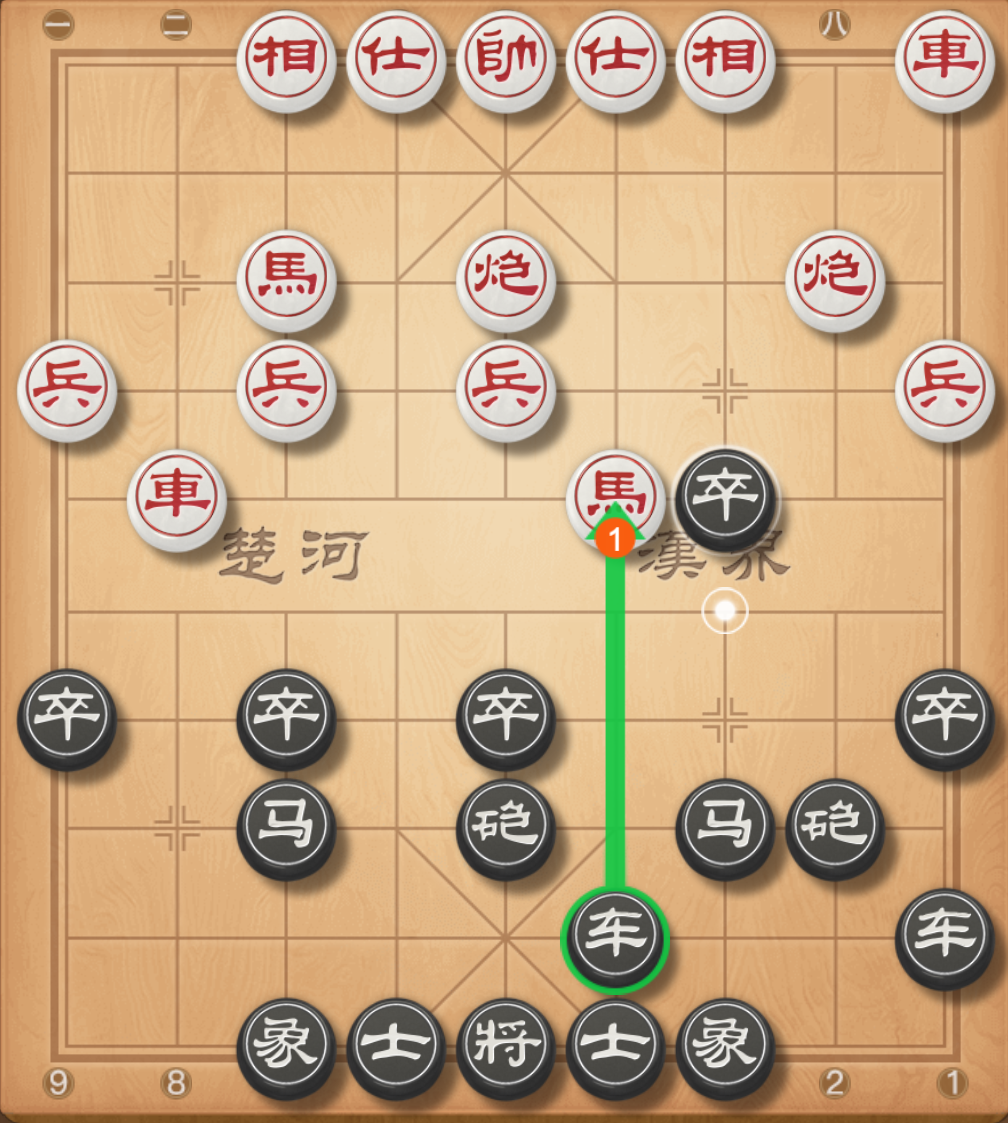 一 二 相 仕 帥 仕 相 八 車
馬 炮 炮
兵 兵 兵 兵
車 馬 卒
楚河 漢界
1
卒 卒 卒 卒
马 砲 马 砲
车 车
象 士 將 士 象
9 8 2 1